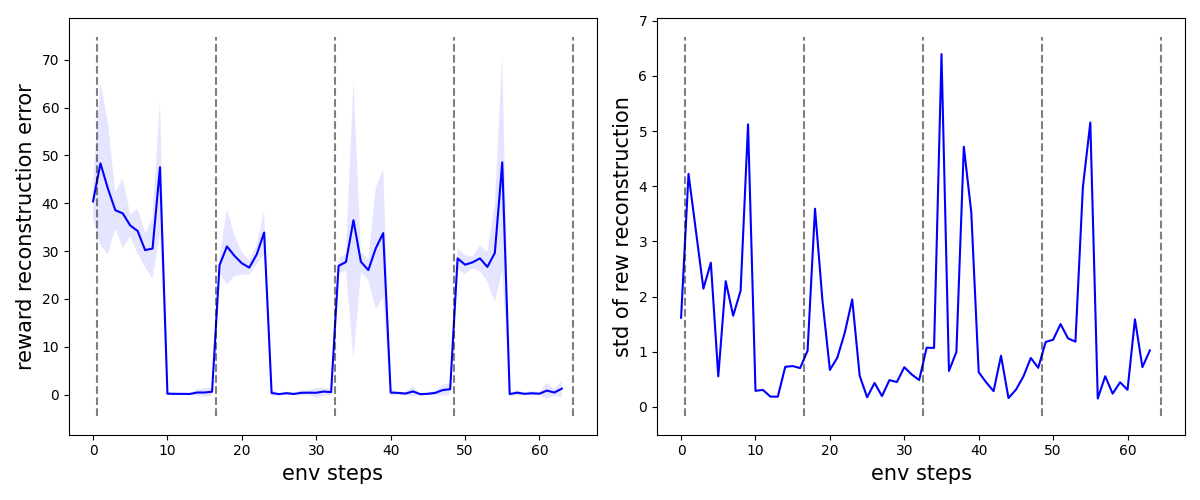 reward reconstruction error
70
60
50
40
30
20
10
0
0 10 20 30 40 50 60
env steps
std of rew reconstruction
7
6
5
4
3
2
1
0
0 10 20 30 40 50 60
env steps